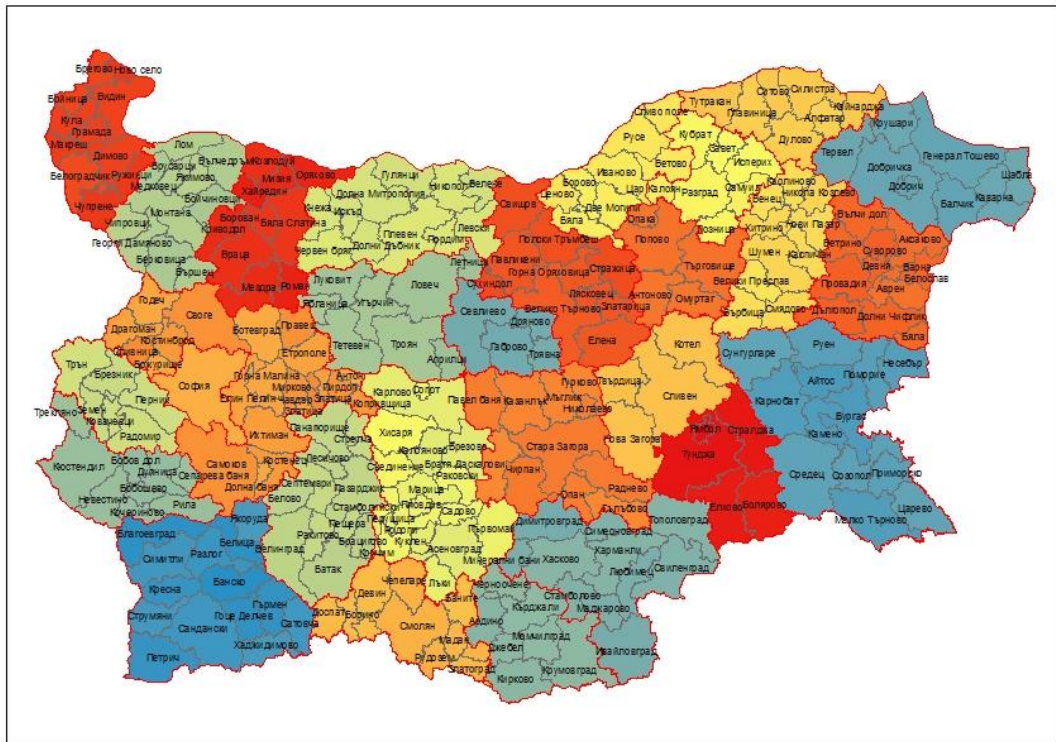 Брегово
Ново село
Бойница
Видин
Кула
Грамада
Макреш
Димово
Ружинци
Белоградчик
Чупрене
Лом
Брусарци
Вълчедръм
Козлодуй
Якимово
Медковец
Мизия
Оряхово
Хайредин
Бойчиновци
Чипровци
Монтана
Борован
Бяла Слатина
Криводол
Георги Дамяново
Берковица
Враца
Вършец
Мездра
Роман
Гулянци
Никопол
Белене
Долна Митрополия
Кнежа
Искър
Плевен
Левски
Пордим
Долни Дъбник
Червен бряг
Летница
Луковит
Ловеч
Угърчин
Ябланица
Тетевен
Троян
Априлци
Свищов
Полски Тръмбеш
Павликени
Стражица
Горна Оряховица
Сухиндол
Лясковец
Велико Търново
Златарица
Елена
Севлиево
Дряново
Габрово
Трявна
Сливо поле
Русе
Иваново
Ветово
Борово
Ценово
Две Могили
Бяла
Кубрат
Завет
Исперих
Цар Калоян
Разград
Самуил
Лозница
Тутракан
Ситово
Силистра
Главиница
Кайнарджа
Алфатар
Дулово
Крушари
Тервел
Генерал Тошево
Добричка
Добрич
Шабла
Каварна
Балчик
Каолиново
Никола Козлево
Венец
Нови Пазар
Хитрино
Каспичан
Шумен
Велики Преслав
Смядово
Върбица
Вълчи дол
Ветрино
Суворово
Аксаково
Девня
Варна
Белослав
Провадия
Аврен
Дългопол
Долни Чифлик
Бяла
Опака
Попово
Търговище
Антоново
Омуртаг
Годеч
Своге
Драгоман
Костинброд
Сливница
Божурище
София
Ботевград
Правец
Етрополе
Горна Малина
Елин Пелин
Мирково
Чавдар
Антон
Пирдоп
Златица
Златица
Копривщица
Ихтиман
Самоков
Костенец
Долна баня
Трън
Брезник
Перник
Земен
Ковачевци
Радомир
Трекляно
Кюстендил
Бобов дол
Дупница
Сапарева баня
Бобошево
Невестино
Рила
Кочериново
Благоевград
Якоруда
Белица
Симитли
Разлог
Банско
Кресна
Гърмен
Струмяни
Гоце Делчев
Сатовча
Сандански
Хаджидимово
Петрич
Панагюрище
Стрелча
Лесичово
Септември
Пазарджик
Белово
Пещера
Ракитово
Брацигово
Велинград
Батак
Карлово
Сопот
Хисаря
Калояново
Брезово
Братя Даскалови
Съединение
Раковски
Марица
Пловдив
Стамболийски
Садово
Перущица
Родопи
Първомай
Кричим
Куклен
Асеновград
Лъки
Павел баня
Казанлък
Гурково
Мъглиж
Николаево
Стара Загора
Чирпан
Раднево
Опан
Гълъбово
Котел
Твърдица
Сливен
Нова Загора
Ямбол
Стралджа
Тунджа
Елхово
Болярово
Сунгурларе
Руен
Несебър
Поморие
Айтос
Карнобат
Бургас
Камено
Средец
Созопол
Приморско
Царево
Малко Търново
Димитровград
Симеоновград
Тополовград
Минерални бани
Хасково
Харманли
Любимец
Свиленград
Стамболово
Маджарово
Ивайловград
Черноочене
Кърджали
Ардино
Момчилград
Джебел
Крумовград
Кирково
Чепеларе
Девин
Баните
Доспат
Борино
Смолян
Мадан
Рудозем
Златоград